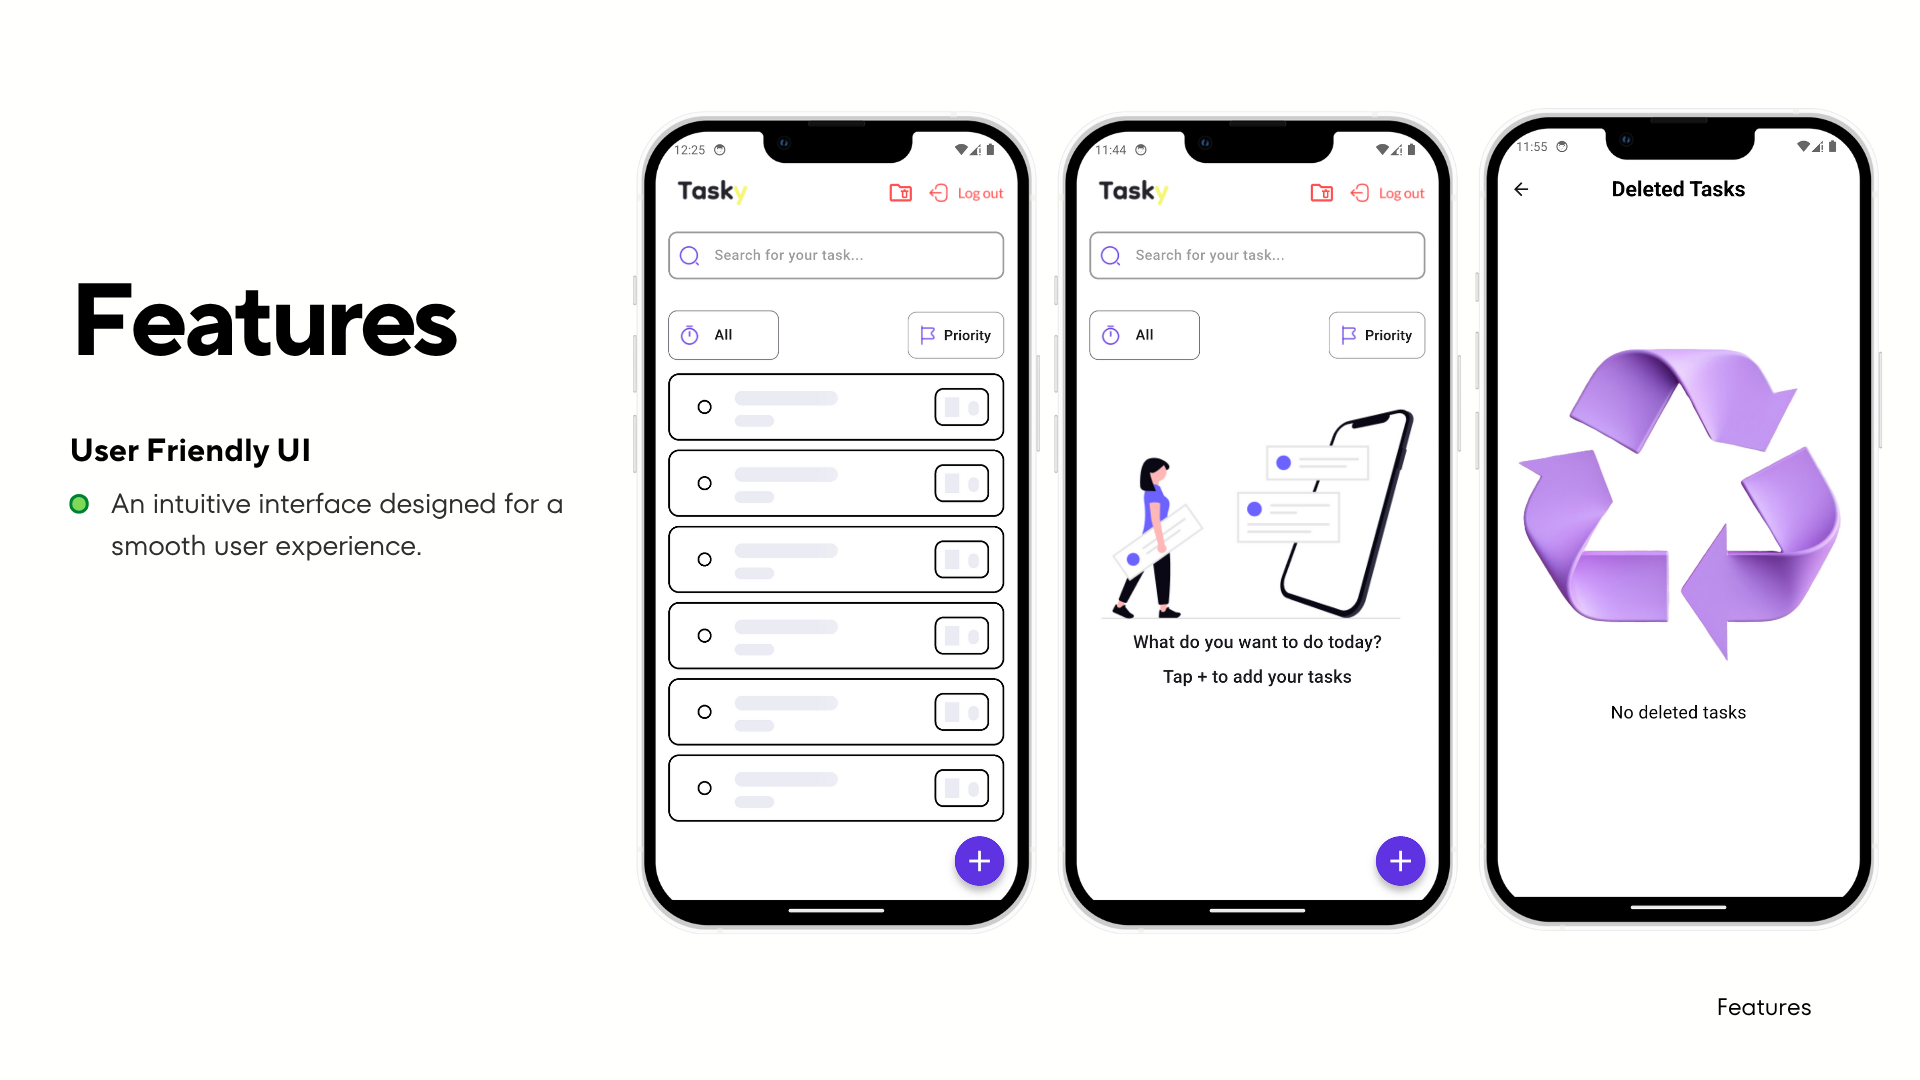 Features
User Friendly UI
An intuitive interface designed for a
smooth user experience.
12:25
Tasky
Log out
Search for your task...
All
Priority
11:44
Tasky
Log out
Search for your task...
All
Priority
What do you want to do today?
Tap + to add your tasks
11:55
Deleted Tasks
No deleted tasks
Features